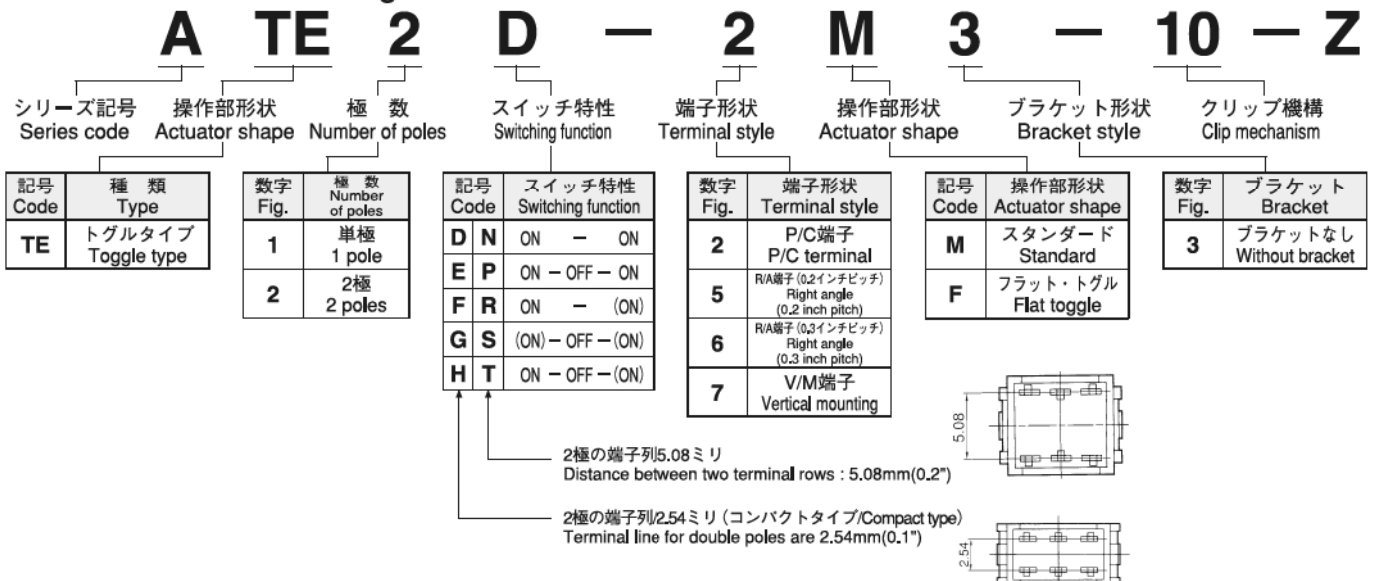 A TE 2 D - 2 M 3 - 10 - Z
シリーズ記号 操作部形状 極 数 スイッチ特性 端子形状 操作部形状 ブラケット形状 クリップ機構
Series code Actuator shape Number of poles Switching function Terminal style Actuator shape Bracket style Clip mechanism
記号 種 類
Code Type
TE トグルタイプ
Toggle type
数字 極 数
Fig. Number
of poles
1 単極
1 pole
2 2極
2 poles
記号 スイッチ特性
Code Switching function
D N ON - ON
E P ON - OFF - ON
F R ON - (ON)
G S (ON) - OFF - (ON)
H T ON - OFF - (ON)
数字 端子形状
Fig. Terminal style
2 P/C端子
P/C terminal
5 R/A端子(0.2インチピッチ)
Right angle
(0.2 inch pitch)
6 R/A端子(0.3インチピッチ)
Right angle
(0.3 inch pitch)
7 V/M端子
Vertical mounting
記号 操作部形状
Code Actuator shape
M スタンダード
Standard
F フラット・トグル
Flat toggle
数字 ブラケット
Fig. Bracket
3 ブラケットなし
Without bracket
5.08
2極の端子列5.08ミリ
Distance between two terminal rows : 5.08mm(0.2")
2極の端子列/2.54ミリ(コンパクトタイプ/Compact type)
Terminal line for double poles are 2.54mm(0.1")
2.54